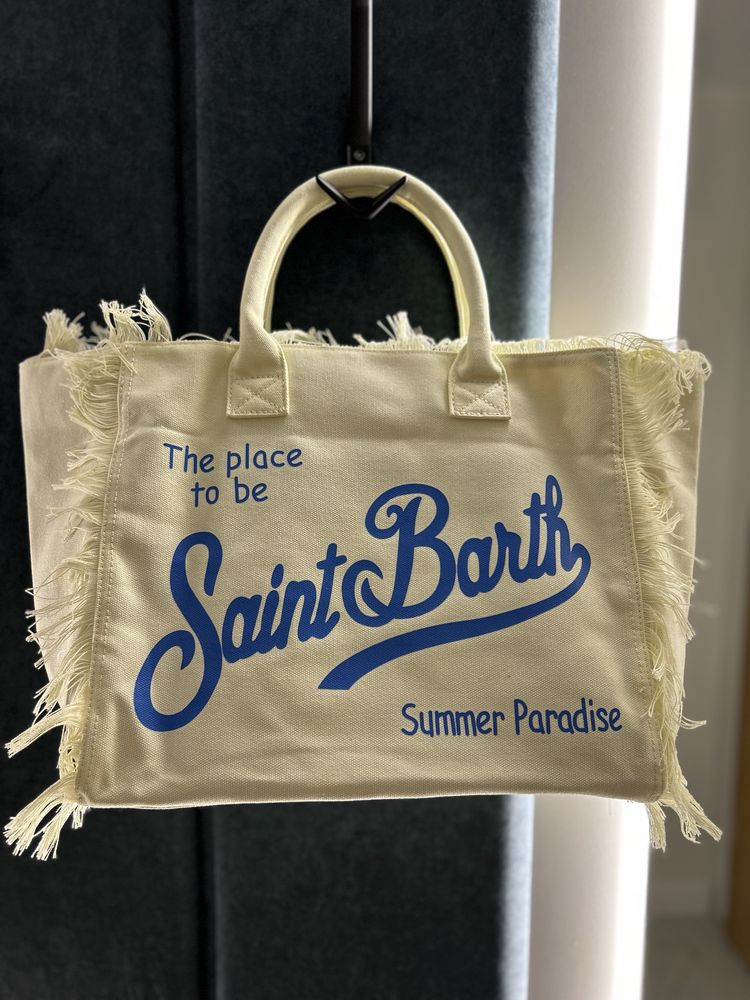 The place
to be
Saint Barth
Summer Paradise